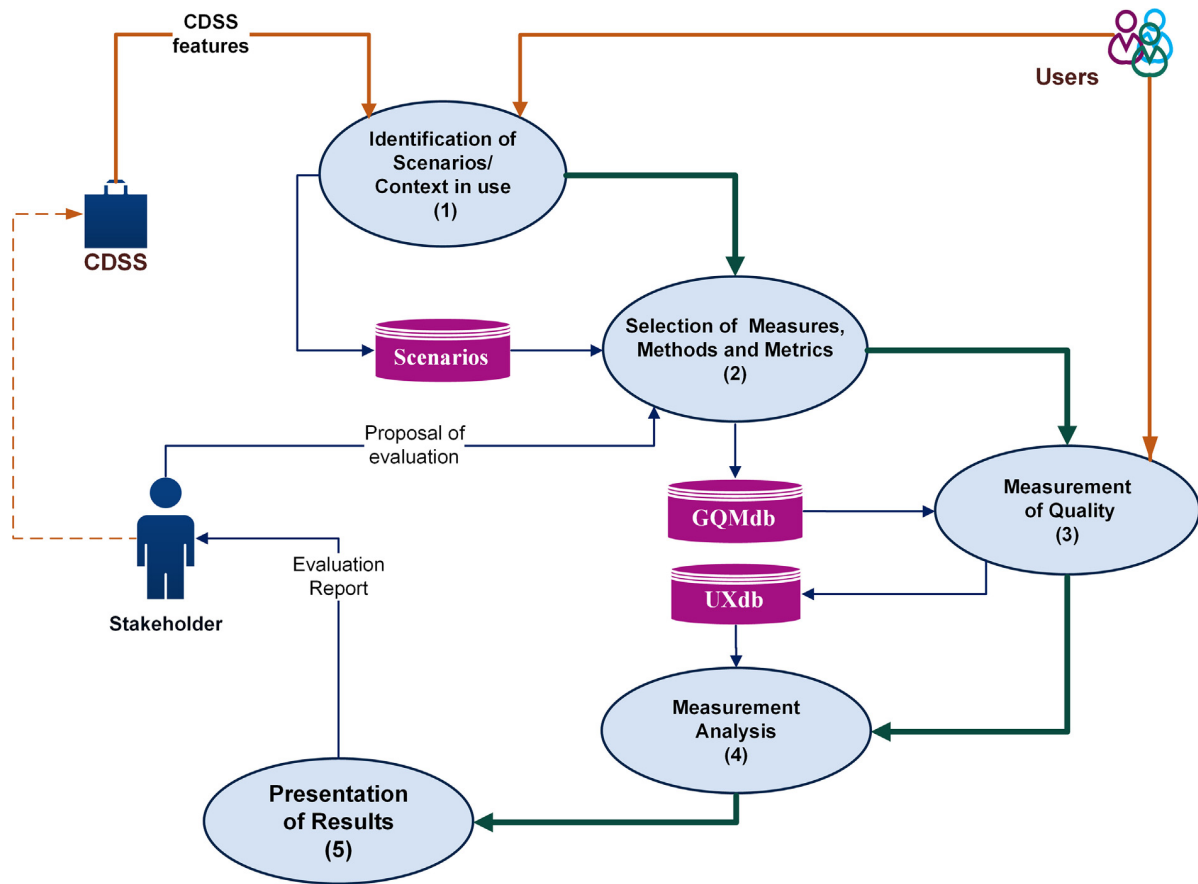 CDSS
features
Users
Identification of
Scenarios/
Context in use
(1)
CDSS
Selection of Measures,
Methods and Metrics
(2)
Scenarios
Proposal of
evaluation
GQMdb
Measurement
of Quality
(3)
Evaluation
Report
UXdb
Stakeholder
Measurement
Analysis
(4)
Presentation
of Results
(5)